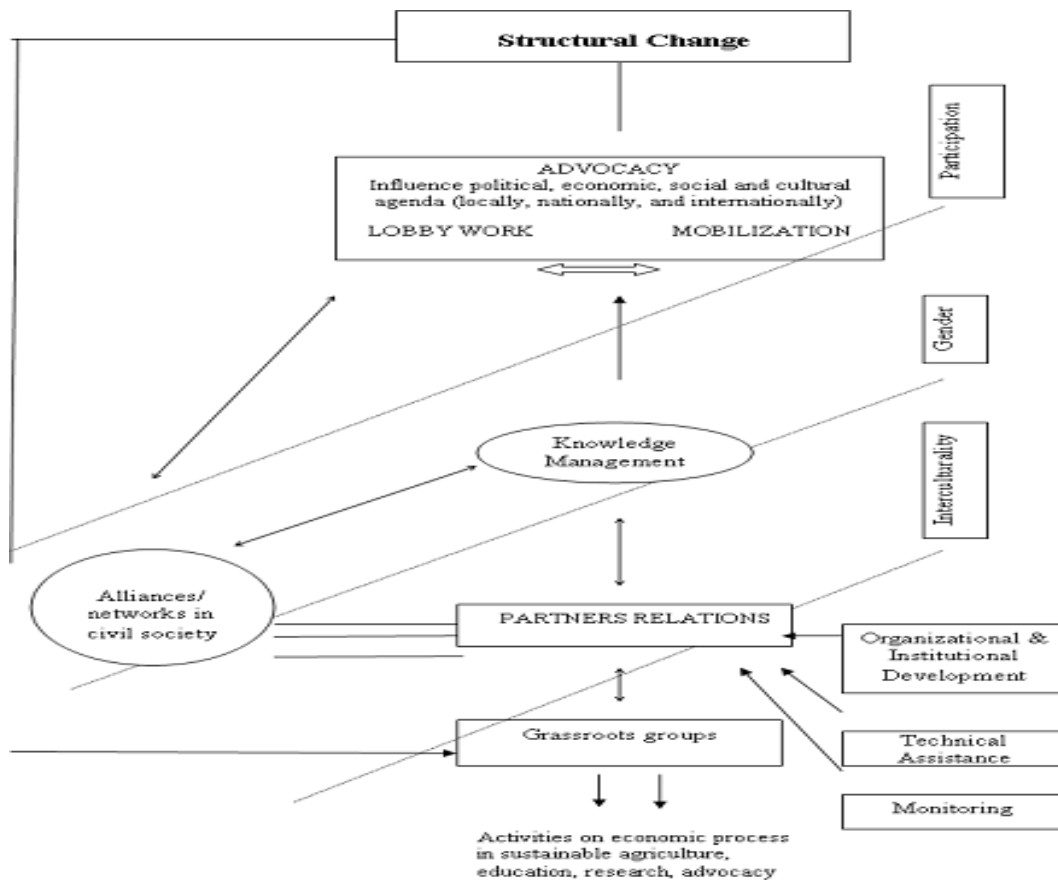 Structural Change
Participation
ADVOCACY
Influence political, economic, social and cultural
agenda (locally, nationally, and internationally)
LOBBY WORK MOBILIZATION
Gender
Knowledge
Management
Interculturality
Alliances/
networks in
civil society
PARTNERS RELATIONS
Organizational &
Institutional
Development
Grassroots groups
Technical
Assistance
Monitoring
Activities on economic process
in sustainable agriculture,
education, research, advocacy